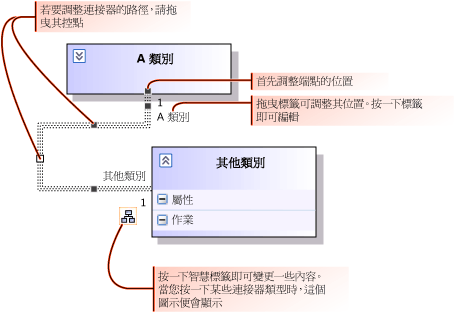 若要調整連接器的路徑，請拖
曳其控點
A 類別
首先調整端點的位置
1
A 類別
拖曳標籤可調整其位置。按一下標籤
即可編輯
其他類別
其他類別
屬性
作業
1
按一下智慧標籤即可變更一些內容。
當您按一下某些連接器類型時，這個
圖示便會顯示